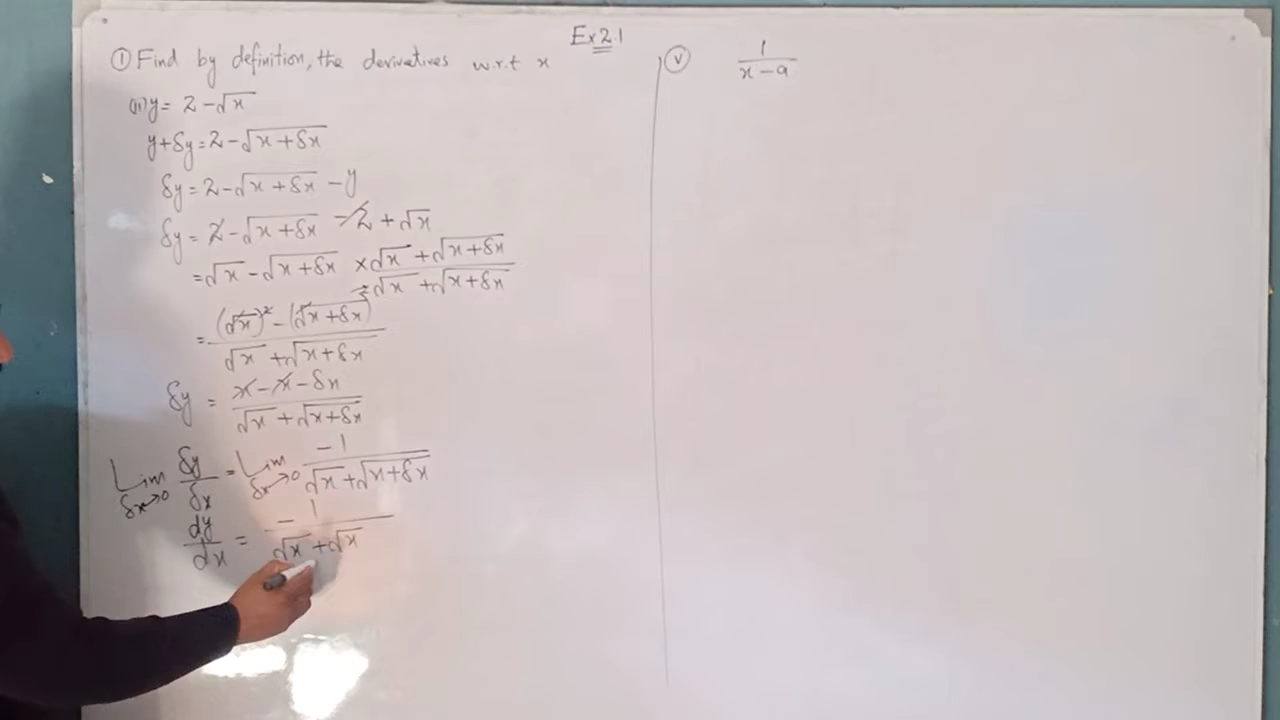 Ex 2.1
① Find by definition, the derivatives w.r.t x
(ii) y = 2 - √x
y + δy = 2 - √(x + δx)
δy = 2 - √(x + δx) - y
δy = 2 - √(x + δx) - 2 + √x
= √x - √(x + δx) × (√x + √(x + δx))/(√x + √(x + δx))
= ((√x)² - (√(x + δx))²)/(√x + √(x + δx))
δy = (x - x - δx)/(√x + √(x + δx))
Lim δx→0 δy/δx = Lim δx→0 -1/(√x + √(x + δx))
dy/dx = -1/(√x + √x)
Ⓥ 1/(x - a)